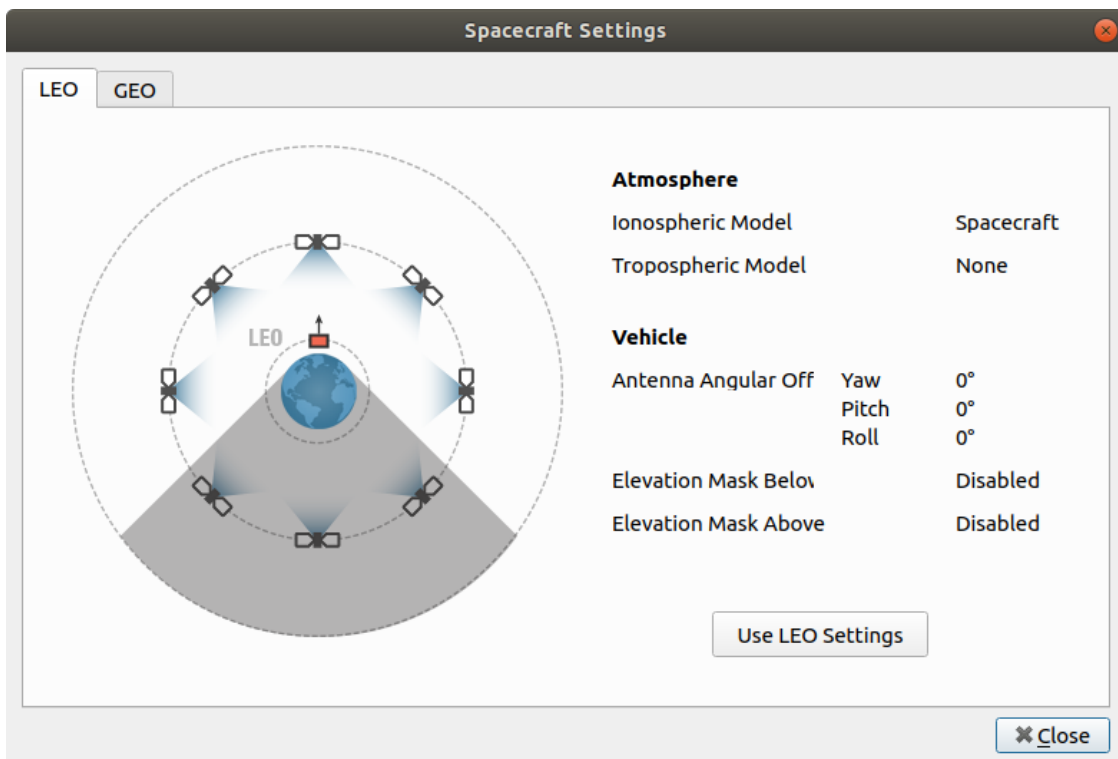 Spacecraft Settings
LEO GEO
Atmosphere
Ionospheric Model Spacecraft
Tropospheric Model None
LEO
Vehicle
Antenna Angular Off Yaw 0°
Pitch 0°
Roll 0°
Elevation Mask Belov Disabled
Elevation Mask Above Disabled
Use LEO Settings
Close